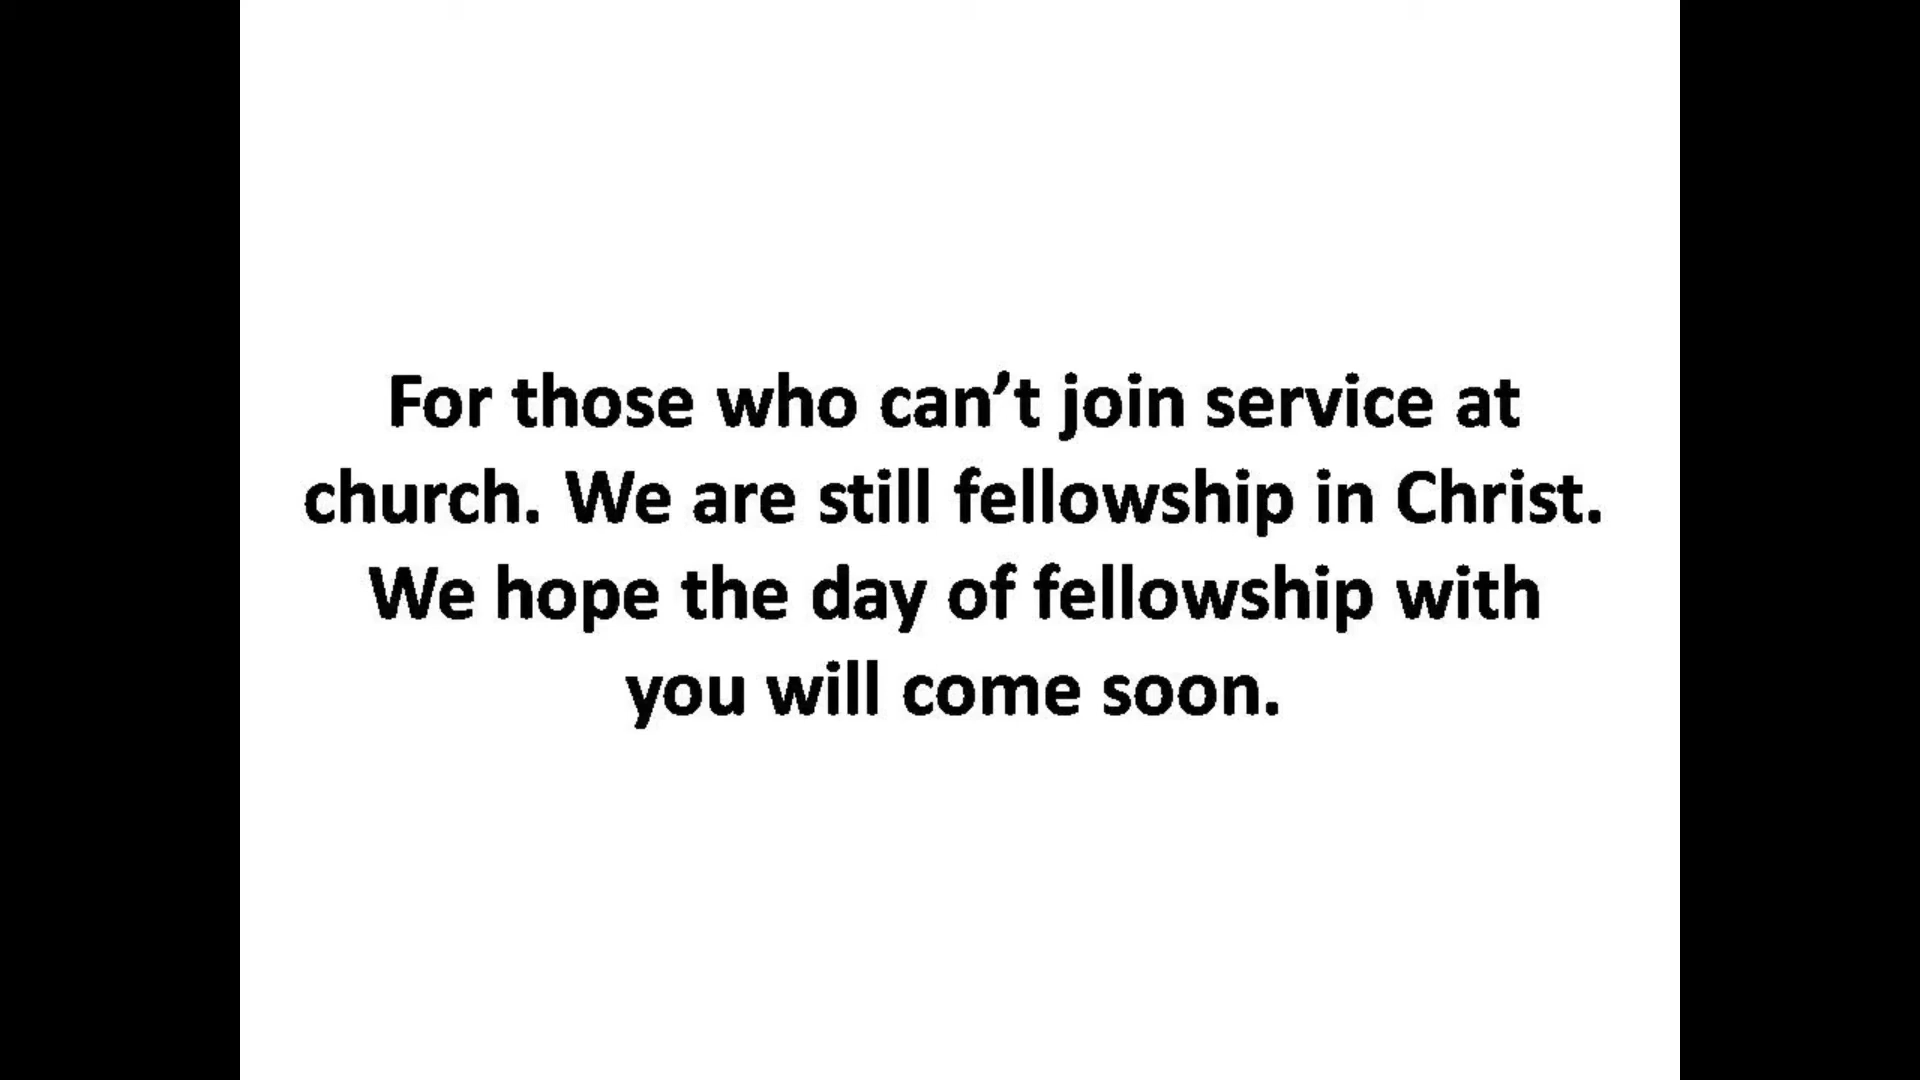 For those who can’t join service at
church. We are still fellowship in Christ.
We hope the day of fellowship with
you will come soon.